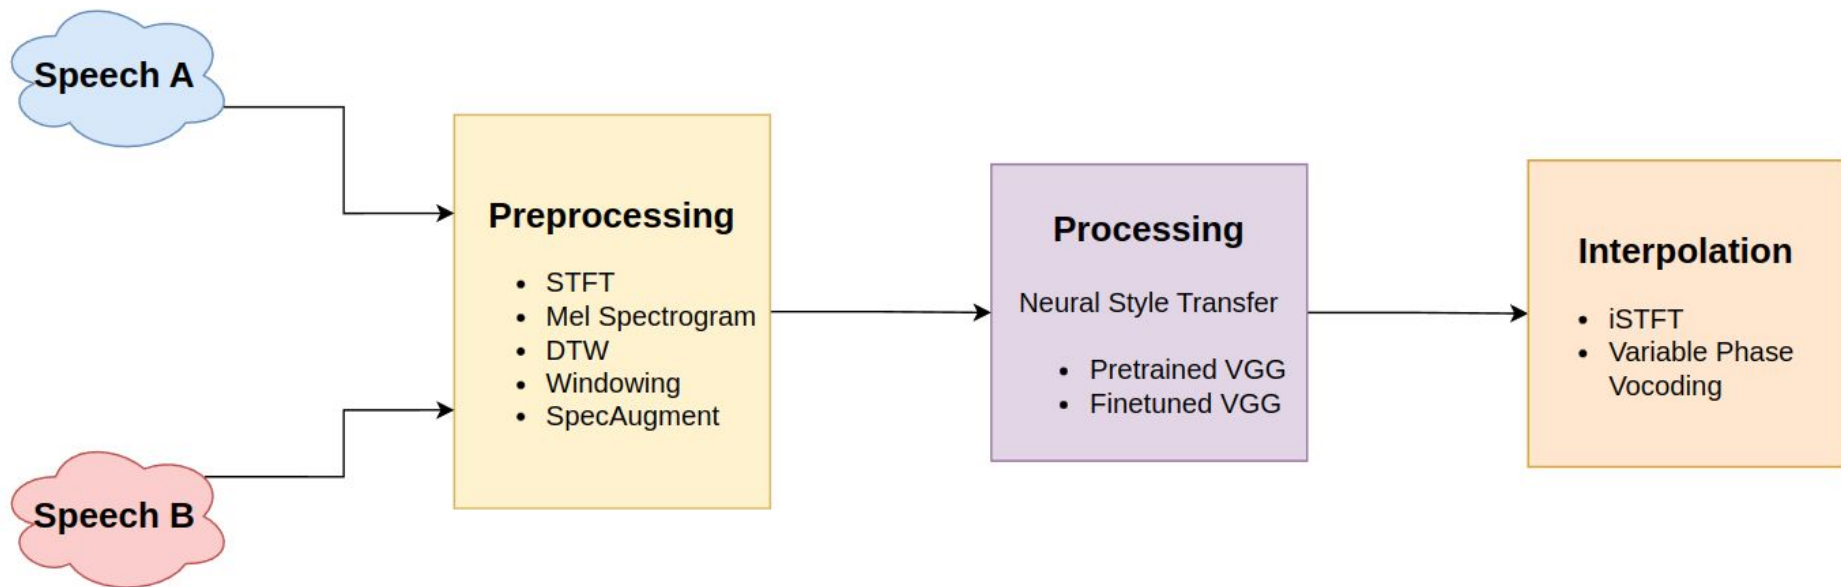 Speech A
Speech B
Preprocessing
• STFT
• Mel Spectrogram
• DTW
• Windowing
• SpecAugment
Processing
Neural Style Transfer
• Pretrained VGG
• Finetuned VGG
Interpolation
• iSTFT
• Variable Phase
Vocoding